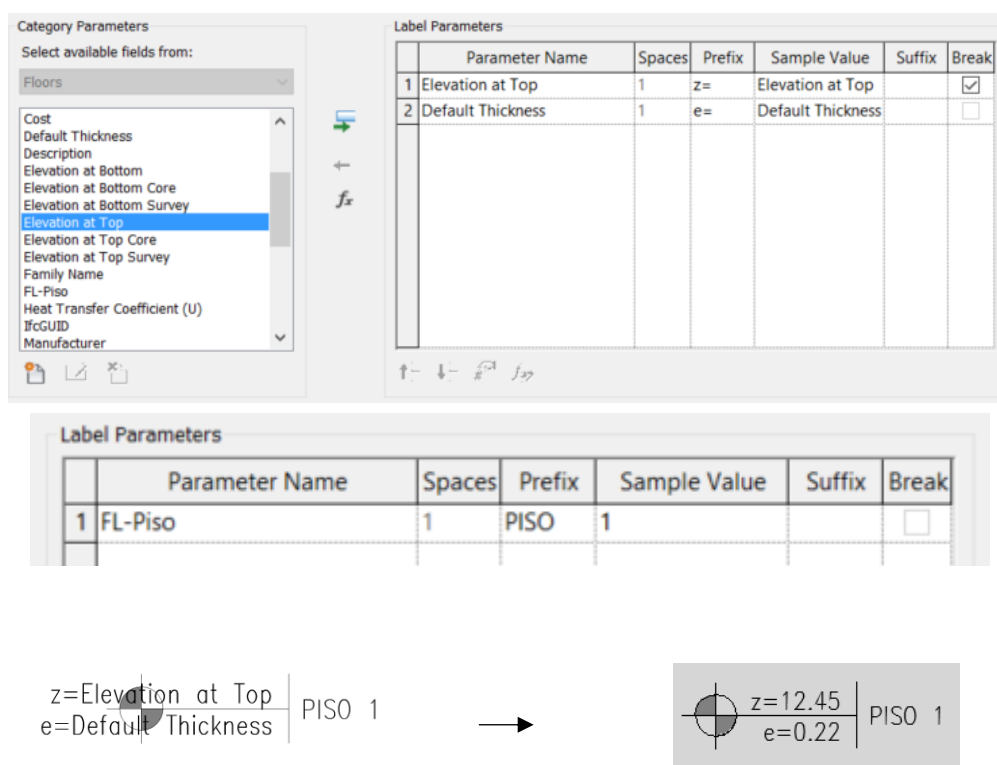 Category Parameters
Select available fields from:
Floors
Cost
Default Thickness
Description
Elevation at Bottom
Elevation at Bottom Core
Elevation at Bottom Survey
Elevation at Top
Elevation at Top Core
Elevation at Top Survey
Family Name
FL-Piso
Heat Transfer Coefficient (U)
IfcGUID
Manufacturer
fx
Label Parameters
Parameter Name Spaces Prefix Sample Value Suffix Break
1 Elevation at Top 1 z= Elevation at Top
2 Default Thickness 1 e= Default Thickness
Label Parameters
Parameter Name Spaces Prefix Sample Value Suffix Break
1 FL-Piso 1 PISO 1
z=Elevation at Top
e=Default Thickness
PISO 1
z=12.45
e=0.22
PISO 1